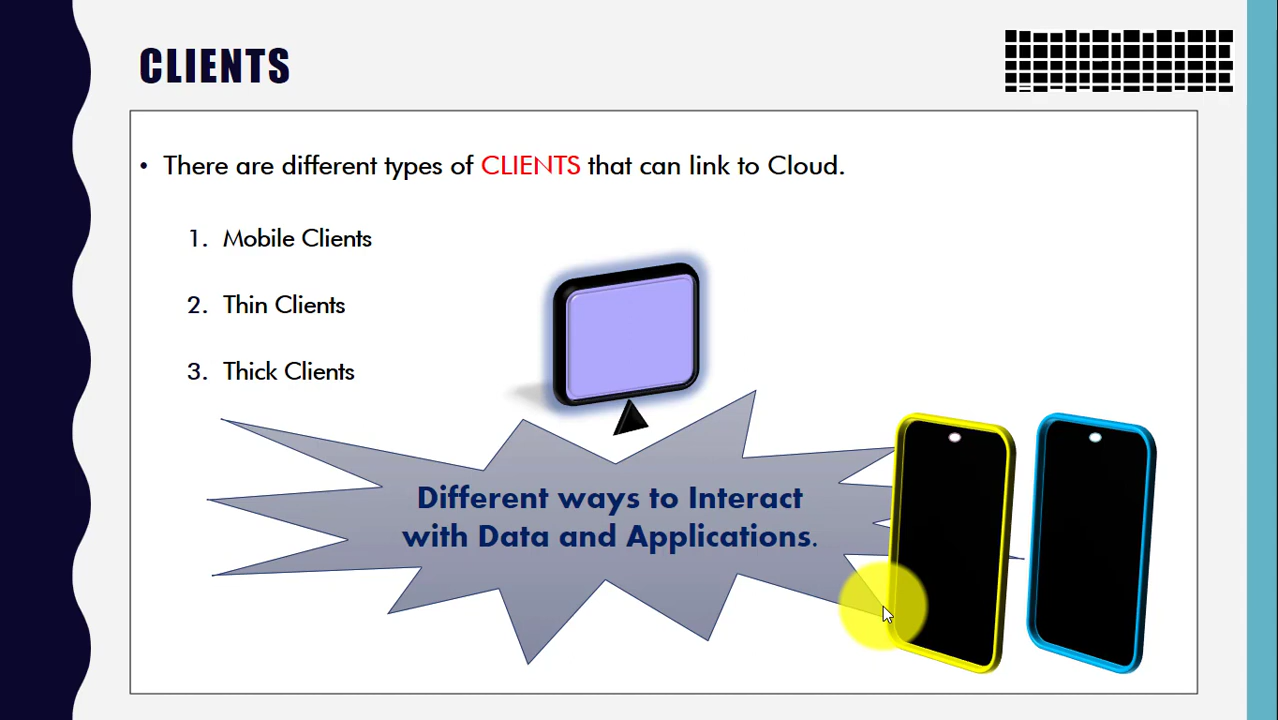 CLIENTS
• There are different types of CLIENTS that can link to Cloud.
1. Mobile Clients
2. Thin Clients
3. Thick Clients
Different ways to Interact
with Data and Applications.